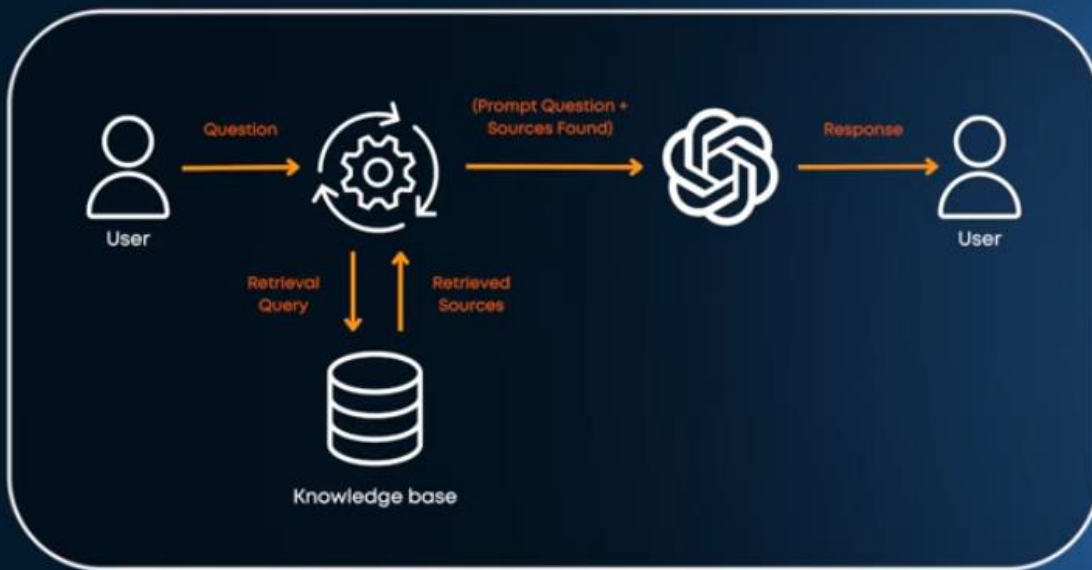 Question
(Prompt Question +
Sources Found)
Response
User
User
Retrieval
Query
Retrieved
Sources
Knowledge base